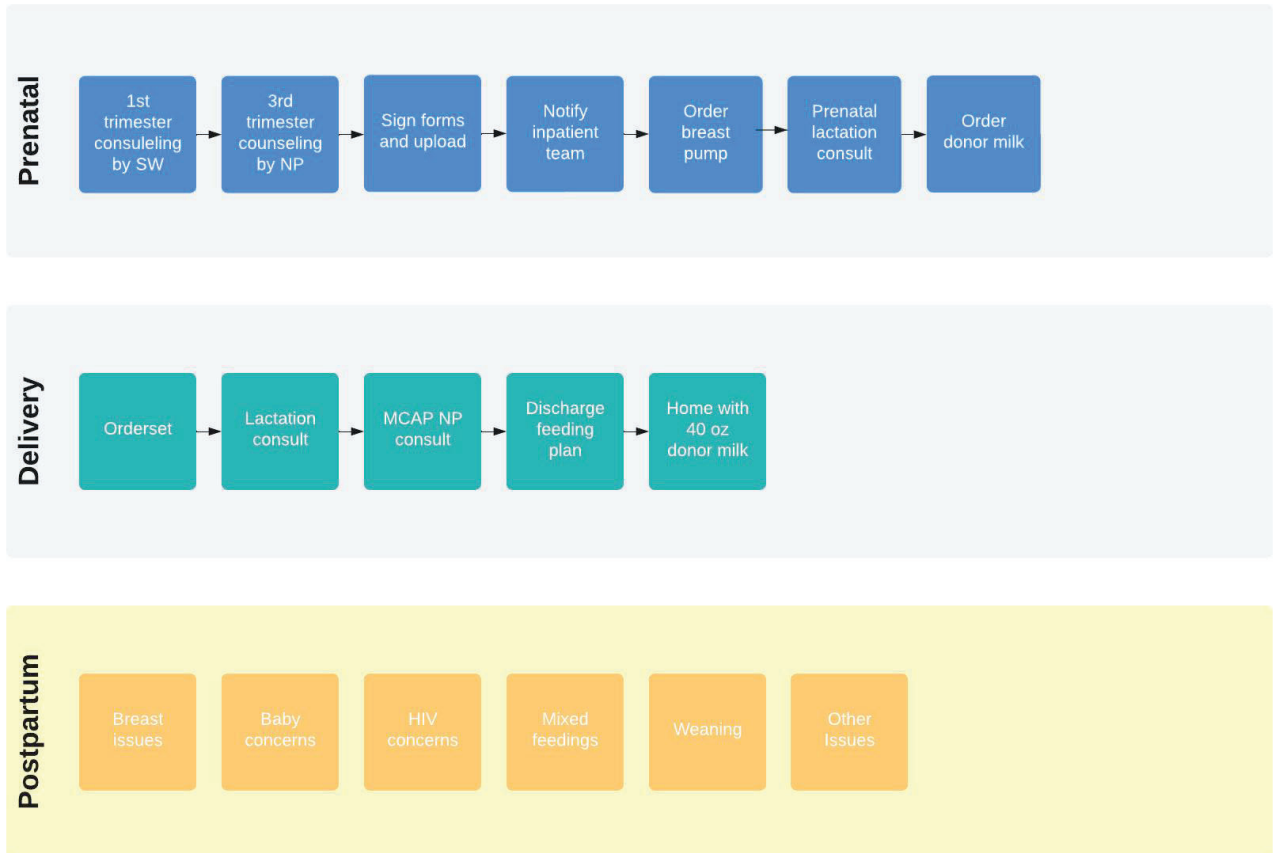 Prenatal
1st
trimester
consuleling
by SW
3rd
trimester
counseling
by NP
Sign forms
and upload
Notify
inpatient
team
Order
breast
pump
Prenatal
lactation
consult
Order
donor milk
Delivery
Orderset
Lactation
consult
MCAP NP
consult
Discharge
feeding
plan
Home with
40 oz
donor milk
Postpartum
Breast
issues
Baby
concerns
HIV
concerns
Mixed
feedings
Weaning
Other
Issues